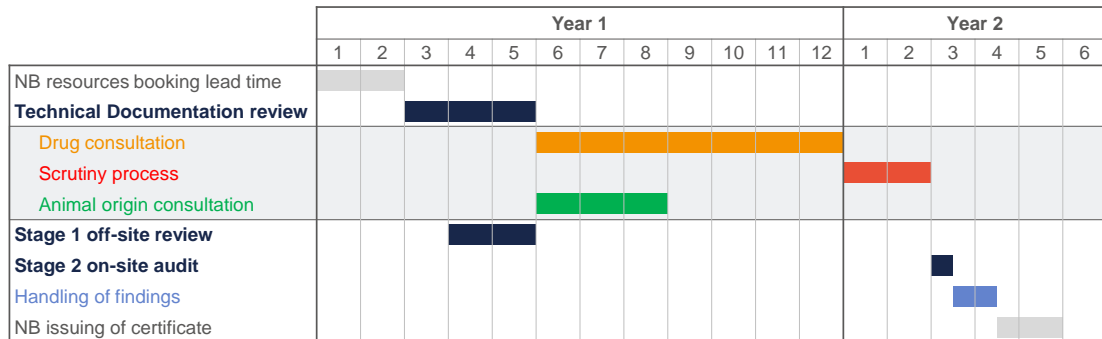 Year 1 Year 2
1 2 3 4 5 6 7 8 9 10 11 12 1 2 3 4 5 6
NB resources booking lead time
Technical Documentation review
Drug consultation
Scrutiny process
Animal origin consultation
Stage 1 off-site review
Stage 2 on-site audit
Handling of findings
NB issuing of certificate